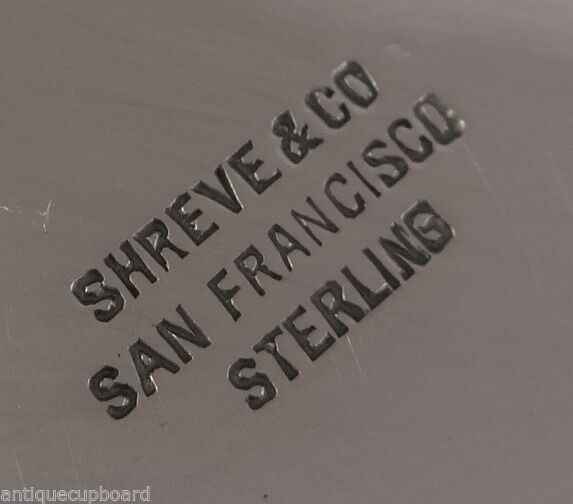 SHREVE & CO
SAN FRANCISCO
STERLING
antiquecupboard